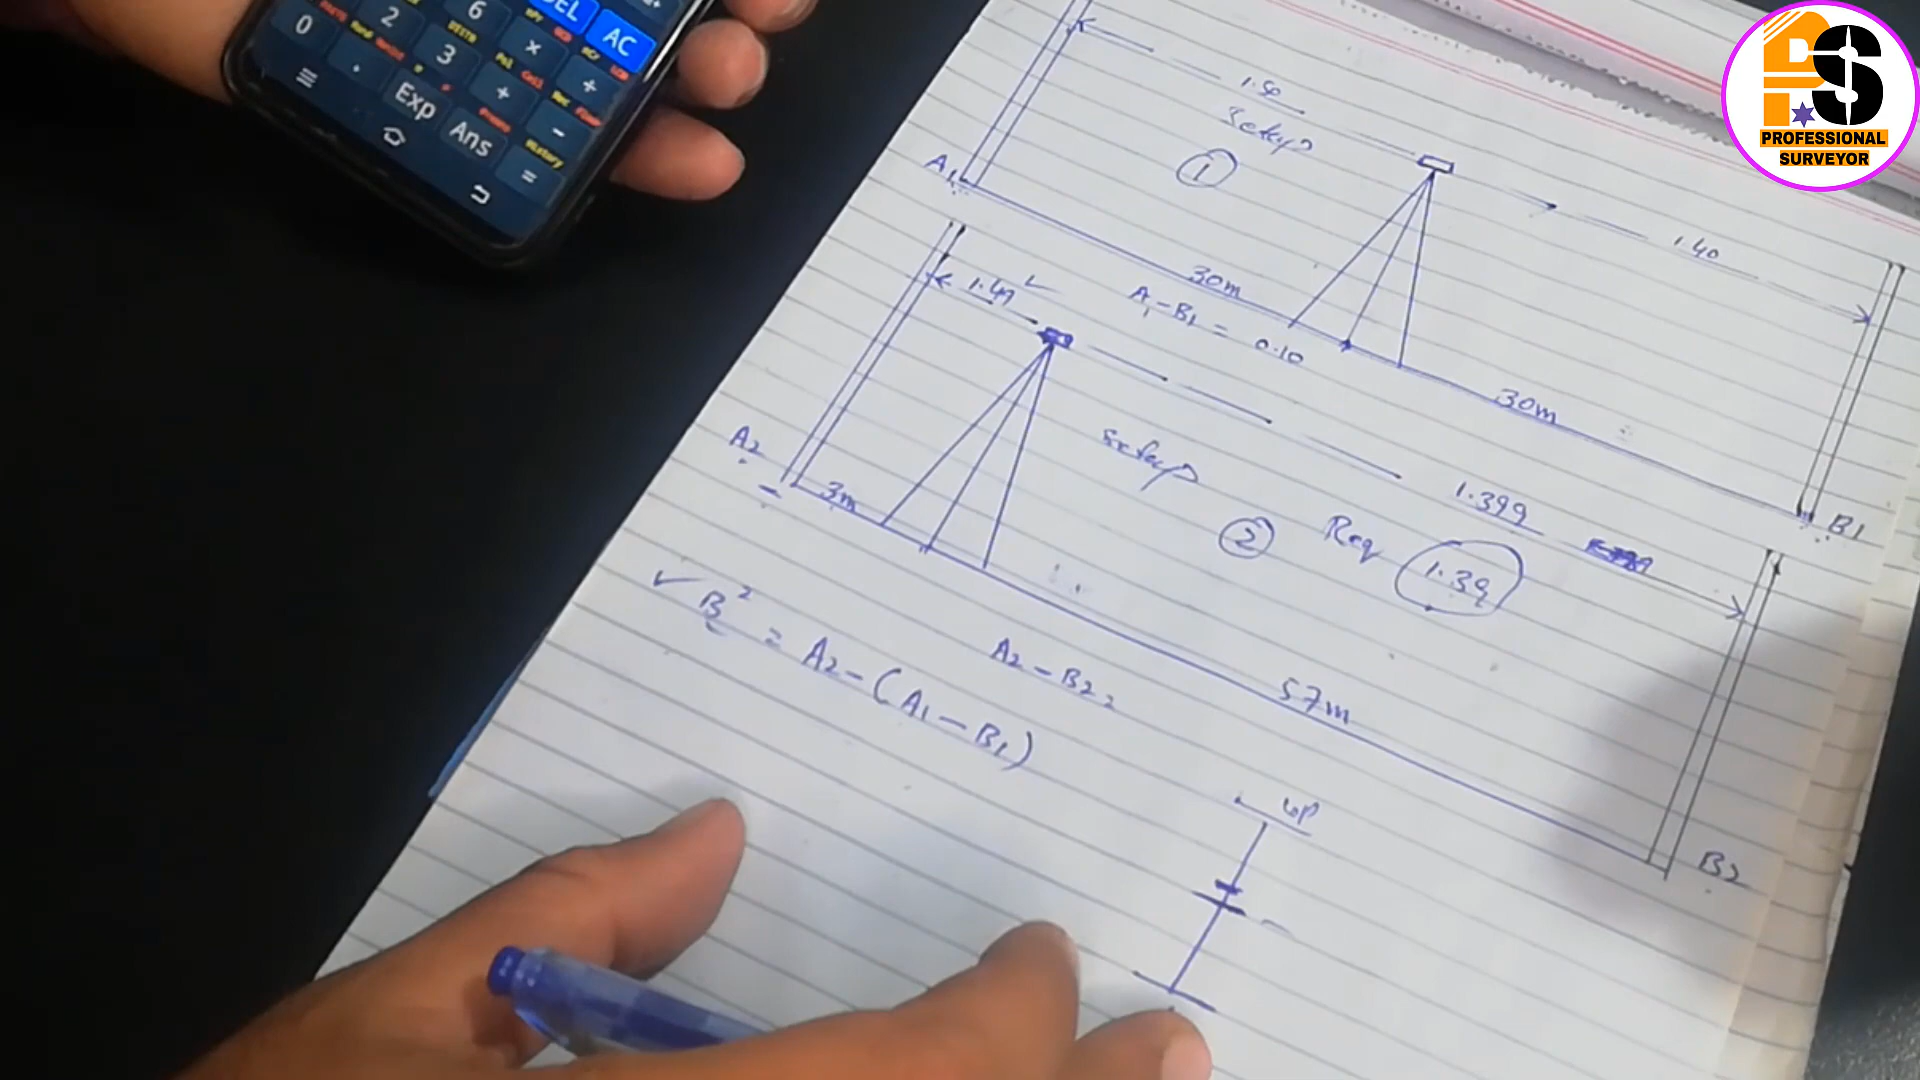 DEL
AC
6
2
×
÷
0
3
.
+
-
Exp
Ans
=
History
PROFESSIONAL
SURVEYOR
1.50
Setup
1
A1
1.40
30m
A1-B1 = 0.10
30m
B1
1.49
A2
3m
Setup
2
1.399
Req 1.39
B2 = A2-(A1-B1)
A2-B2
57m
B2